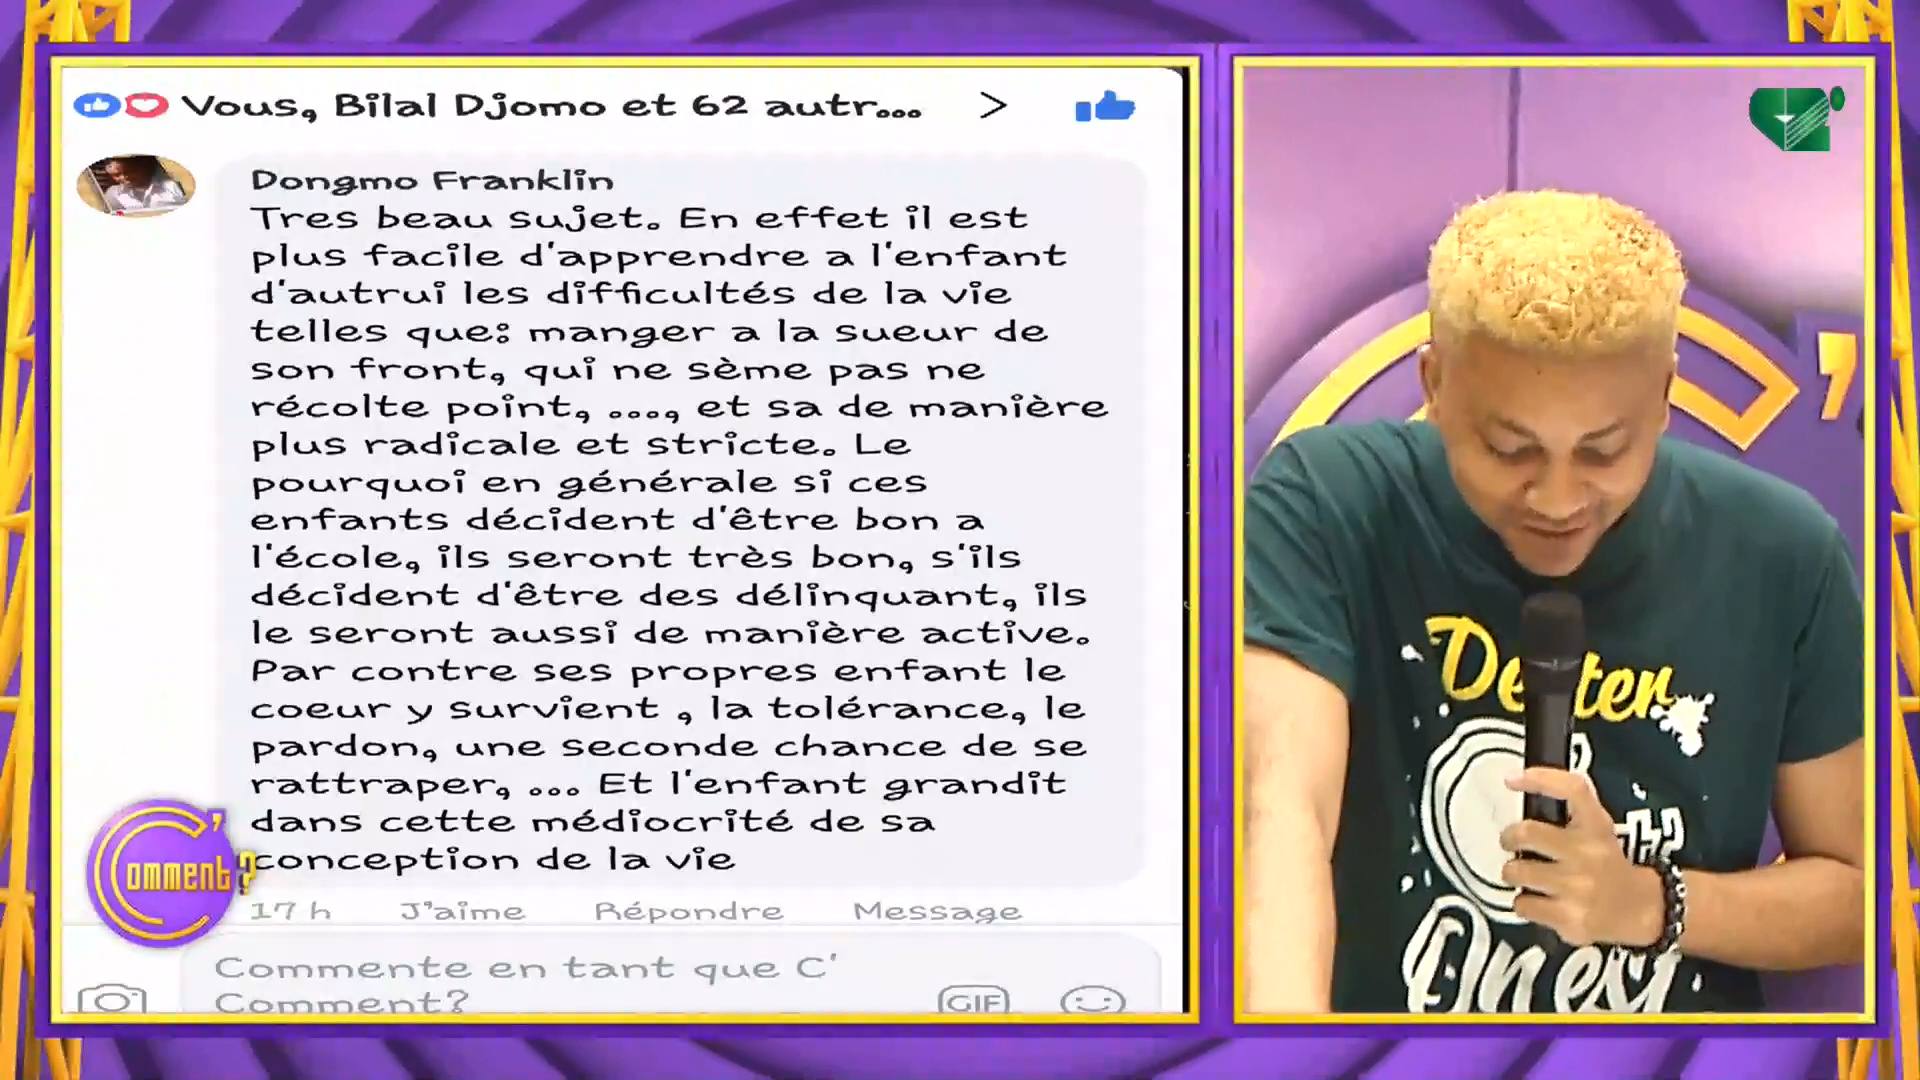 Vous, Bilal Djomo et 62 autr...
Dongmo Franklin
Tres beau sujet. En effet il est
plus facile d'apprendre a l'enfant
d'autrui les difficultés de la vie
telles que: manger a la sueur de
son front, qui ne sème pas ne
récolte point, ..., et sa de manière
plus radicale et stricte. Le
pourquoi en générale si ces
enfants décident d'être bon a
l'école, ils seront très bon, s'ils
décident d'être des délinquant, ils
le seront aussi de manière active.
Par contre ses propres enfant le
coeur y survient , la tolérance, le
pardon, une seconde chance de se
rattraper, ... Et l'enfant grandit
dans cette médiocrité de sa
conception de la vie
17 h J'aime Répondre Message
Commente en tant que C'
Comment?
GIF
C'omment?